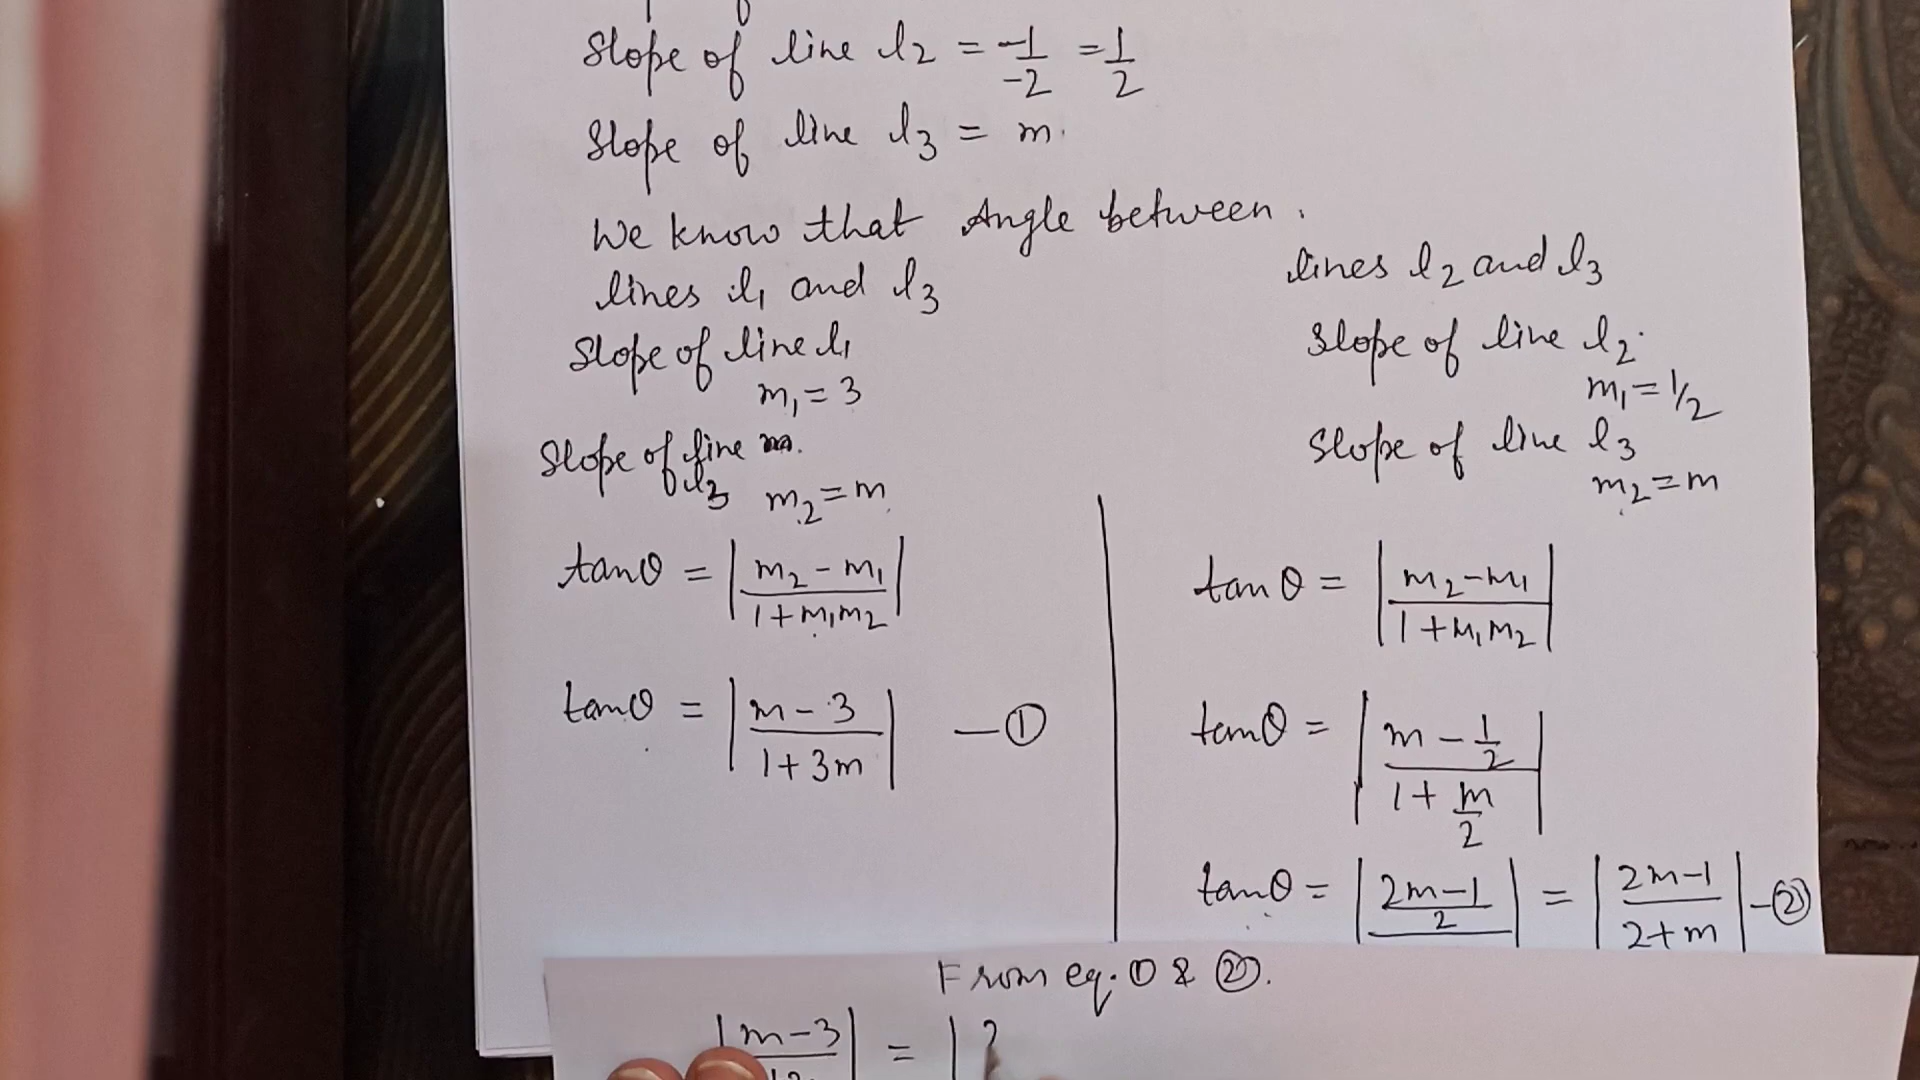 Slope of line l2 = -1/-2 = 1/2
Slope of line l3 = m.
We know that Angle between.
lines l1 and l3
Slope of line l1
m1 = 3
Slope of line
l3 m2 = m
tanθ = | m2 - m1 / 1 + m1m2 |
tanθ = | m - 3 / 1 + 3m | — ①
lines l2 and l3
Slope of line l2.
m1 = 1/2
Slope of line l3
m2 = m
tanθ = | m2 - m1 / 1 + m1m2 |
tanθ = | m - 1/2 / 1 + m/2 |
tanθ = | 2m-1/2 | = | 2m-1 / 2+m | - ②
From eq. ① & ②.
| m - 3 | = | 2